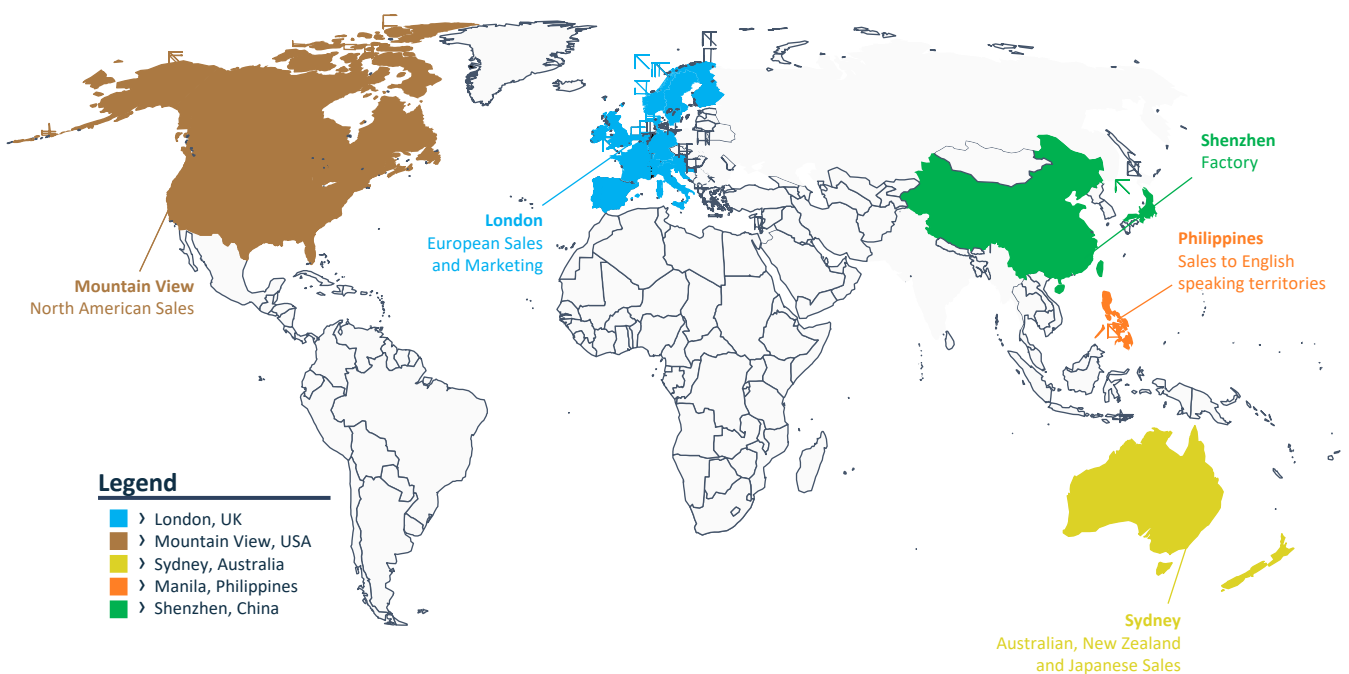 Shenzhen
Factory
London
European Sales
and Marketing
Philippines
Sales to English
speaking territories
Mountain View
North American Sales
Legend
› London, UK
› Mountain View, USA
› Sydney, Australia
› Manila, Philippines
› Shenzhen, China
Sydney
Australian, New Zealand
and Japanese Sales